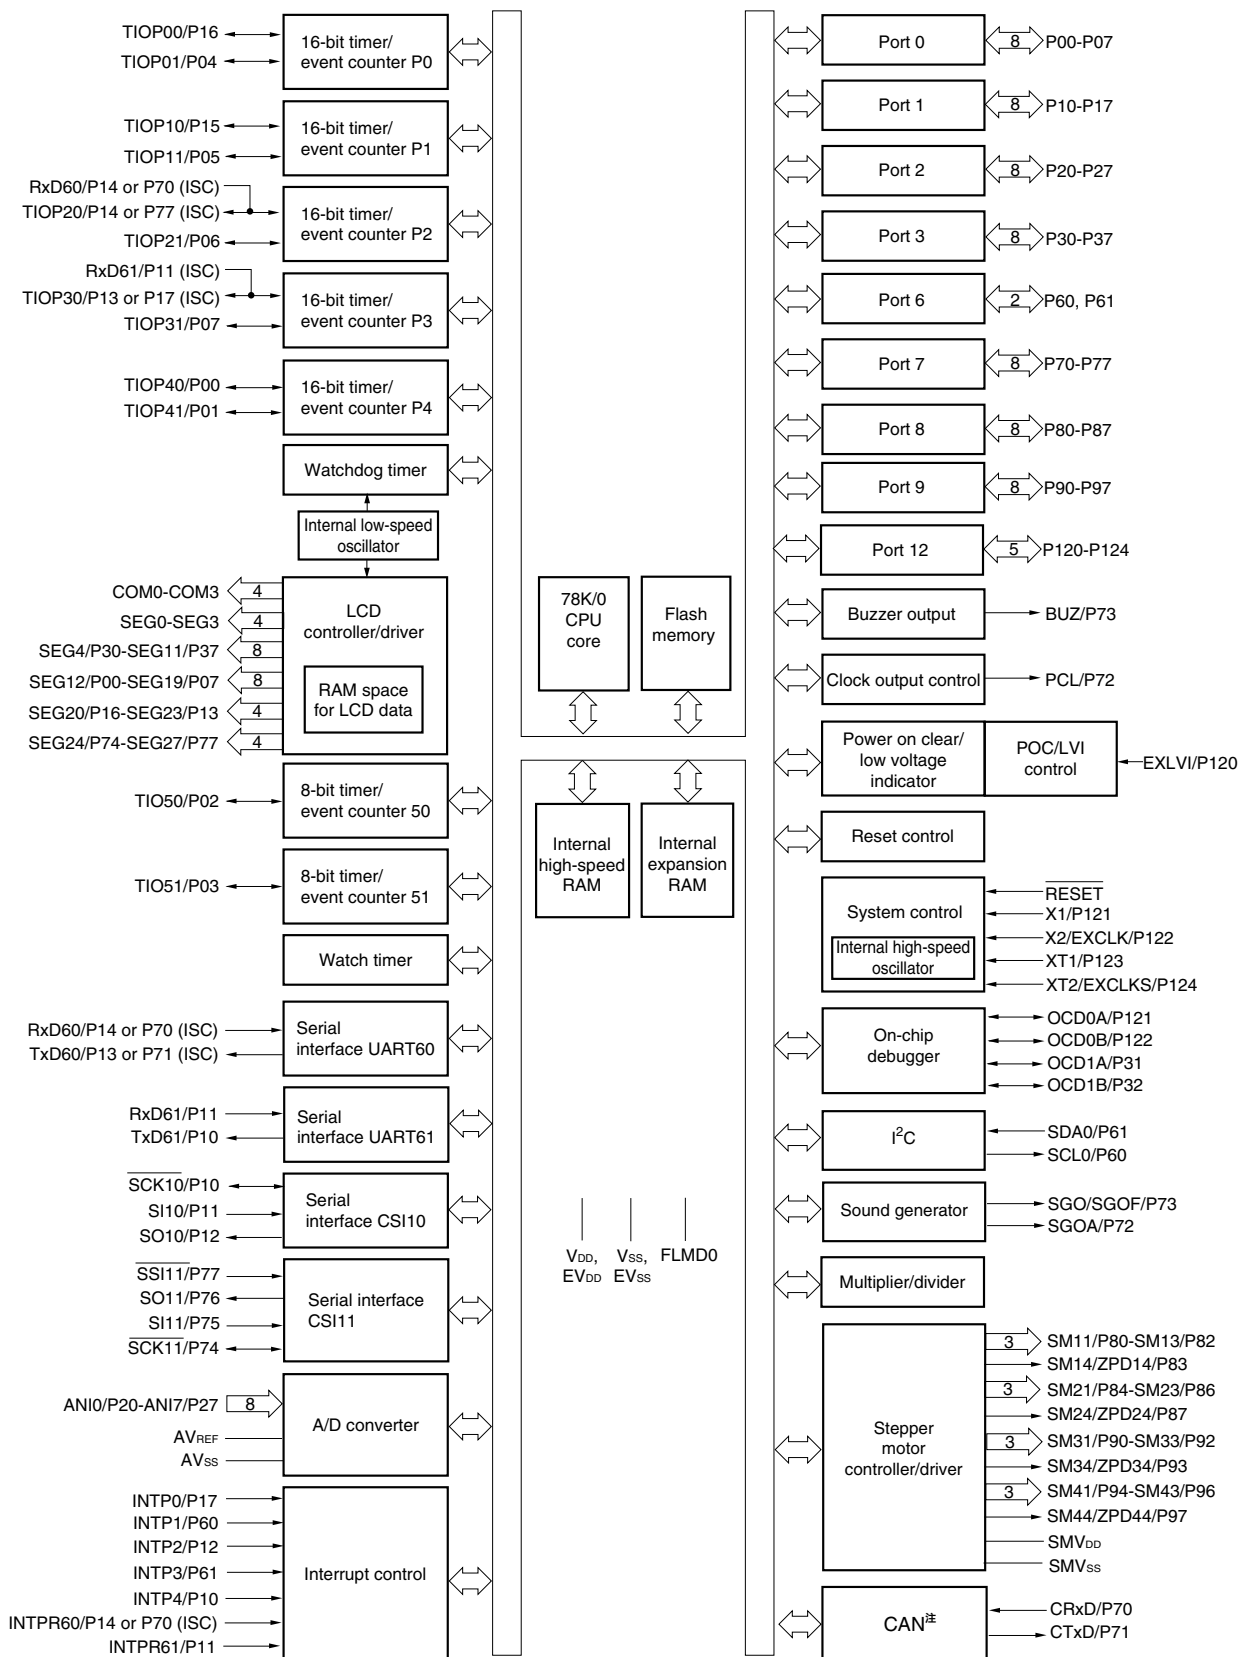 TIOP00/P16
TIOP01/P04
16-bit timer/
event counter P0
TIOP10/P15
TIOP11/P05
16-bit timer/
event counter P1
RxD60/P14 or P70 (ISC)
TIOP20/P14 or P77 (ISC)
TIOP21/P06
16-bit timer/
event counter P2
RxD61/P11 (ISC)
TIOP30/P13 or P17 (ISC)
TIOP31/P07
16-bit timer/
event counter P3
TIOP40/P00
TIOP41/P01
16-bit timer/
event counter P4
Watchdog timer
Internal low-speed
oscillator
COM0-COM3
4
SEG0-SEG3
4
SEG4/P30-SEG11/P37
8
SEG12/P00-SEG19/P07
8
SEG20/P16-SEG23/P13
4
SEG24/P74-SEG27/P77
4
LCD
controller/driver
RAM space
for LCD data
TIO50/P02
8-bit timer/
event counter 50
TIO51/P03
8-bit timer/
event counter 51
Watch timer
RxD60/P14 or P70 (ISC)
TxD60/P13 or P71 (ISC)
Serial
interface UART60
RxD61/P11
TxD61/P10
Serial
interface UART61
SCK10/P10
SI10/P11
SO10/P12
Serial
interface CSI10
SSI11/P77
SO11/P76
SI11/P75
SCK11/P74
Serial interface
CSI11
ANI0/P20-ANI7/P27
8
AVREF
AVSS
A/D converter
INTP0/P17
INTP1/P60
INTP2/P12
INTP3/P61
INTP4/P10
INTPR60/P14 or P70 (ISC)
INTPR61/P11
Interrupt control
78K/0
CPU
core
Flash
memory
Internal
high-speed
RAM
Internal
expansion
RAM
VDD,
EVDD
VSS,
EVSS
FLMD0
Port 0
8
P00-P07
Port 1
8
P10-P17
Port 2
8
P20-P27
Port 3
8
P30-P37
Port 6
2
P60, P61
Port 7
8
P70-P77
Port 8
8
P80-P87
Port 9
8
P90-P97
Port 12
5
P120-P124
Buzzer output
BUZ/P73
Clock output control
PCL/P72
Power on clear/
low voltage
indicator
POC/LVI
control
EXLVI/P120
Reset control
System control
Internal high-speed
oscillator
RESET
X1/P121
X2/EXCLK/P122
XT1/P123
XT2/EXCLKS/P124
On-chip
debugger
OCD0A/P121
OCD0B/P122
OCD1A/P31
OCD1B/P32
I²C
SDA0/P61
SCL0/P60
Sound generator
SGO/SGOF/P73
SGOA/P72
Multiplier/divider
Stepper
motor
controller/driver
3
SM11/P80-SM13/P82
SM14/ZPD14/P83
3
SM21/P84-SM23/P86
SM24/ZPD24/P87
3
SM31/P90-SM33/P92
SM34/ZPD34/P93
3
SM41/P94-SM43/P96
SM44/ZPD44/P97
SMVDD
SMVSS
CAN注
CRxD/P70
CTxD/P71